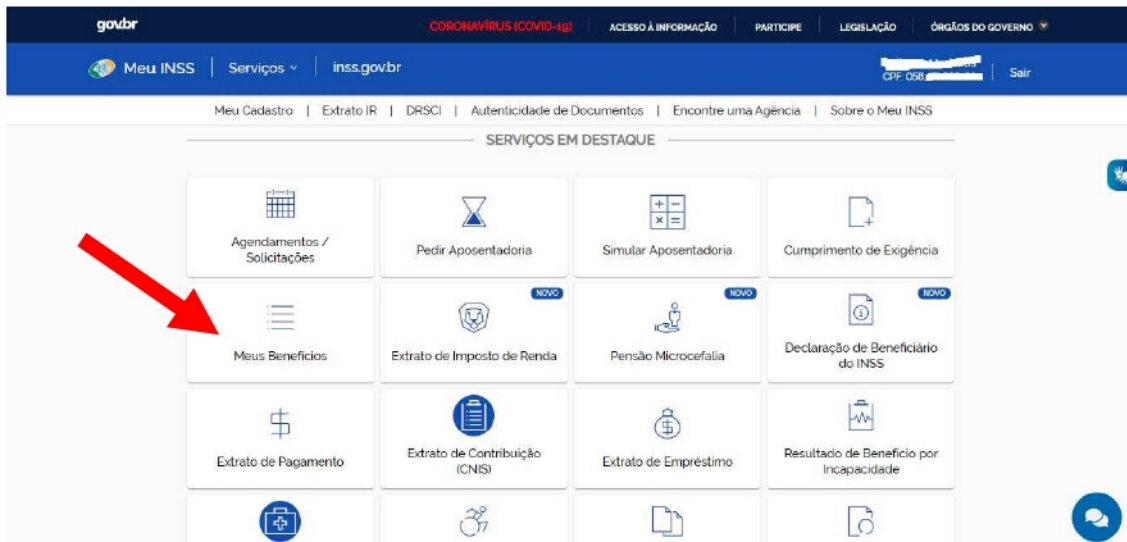 gov.br
CORONAVÍRUS (COVID-19)
ACESSO À INFORMAÇÃO
PARTICIPE
LEGISLAÇÃO
ÓRGÃOS DO GOVERNO
Meu INSS
Serviços
inss.gov.br
CPF: 058
Sair
Meu Cadastro | Extrato IR | DRSCI | Autenticidade de Documentos | Encontre uma Agência | Sobre o Meu INSS
SERVIÇOS EM DESTAQUE
Agendamentos /
Solicitações
Pedir Aposentadoria
Simular Aposentadoria
Cumprimento de Exigência
Meus Benefícios
NOVO
Extrato de Imposto de Renda
NOVO
Pensão Microcefalia
NOVO
Declaração de Beneficiário
do INSS
Extrato de Pagamento
Extrato de Contribuição
(CNIS)
Extrato de Empréstimo
Resultado de Benefício por
Incapacidade